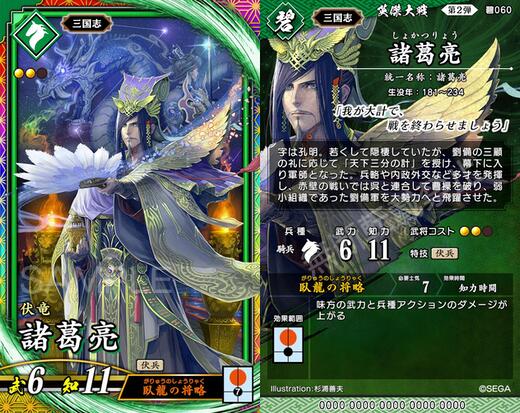 三国志
伏竜
諸葛亮
伏兵
武6 知11
がりゅうのしょうりゃく
臥龍の将略
7
碧
三国志
英傑大戦
第2弾
碧060
しょかつりょう
諸葛亮
統一名称:諸葛亮
生没年:181〜234
「我が大計で、
戦を終わらせましょう」
字は孔明。若くして隠棲していたが、劉備の三顧
の礼に応じて「天下三分の計」を授け、幕下に入
り軍師となった。兵略や内政外交など多才を発揮
し、赤壁の戦いでは呉と連合して曹操を破り、弱
小組織であった劉備軍を大勢力へと飛躍させた。
兵種 武力 知力 武将コスト
騎兵 6 11 特技 伏兵
がりゅうのしょうりゃく 必要士気 効果時間
臥龍の将略 7 知力時間
効果範囲
味方の武力と兵種アクションのダメージが
上がる
Illustration:杉浦善夫
©SEGA
0000 0000 0000 0000 0000